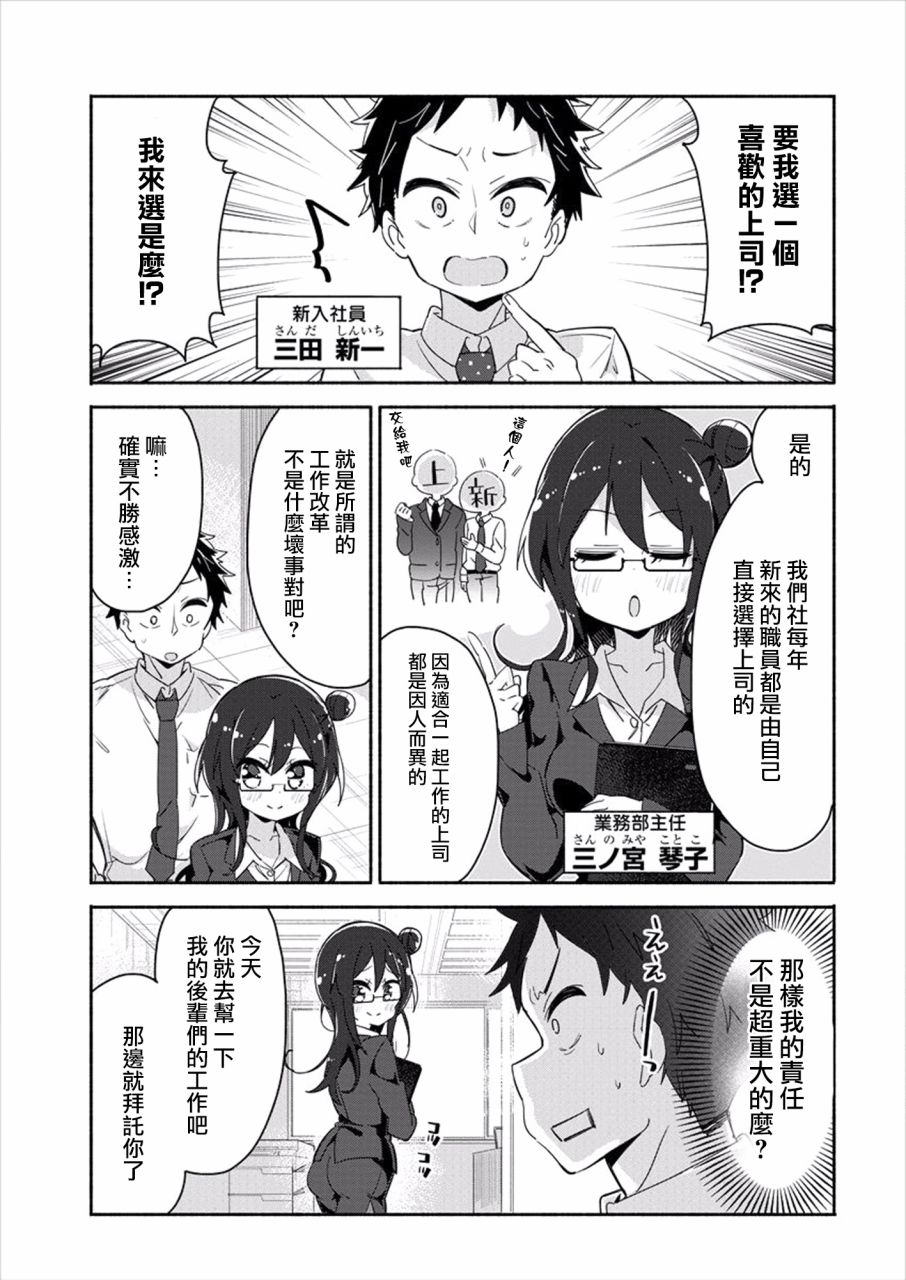 要我選一個
喜歡的上司!?
我來選是麼!?
新入社員
さんだ しんいち
三田 新一
是的
我們社每年
新來的職員都是由自己
直接選擇上司的
這個人!
新
交給我吧
上
因為適合一起工作的上司
都是因人而異的
業務部主任
さんのみや ことこ
三ノ宮 琴子
就是所謂的
工作改革
不是什麼壞事對吧?
嘛…
確實不勝感激…
那樣我的責任
不是超重大的麼?
えぇ~
コツ
コツ
今天
你就去幫一下
我的後輩們的工作吧
那邊就拜託你了